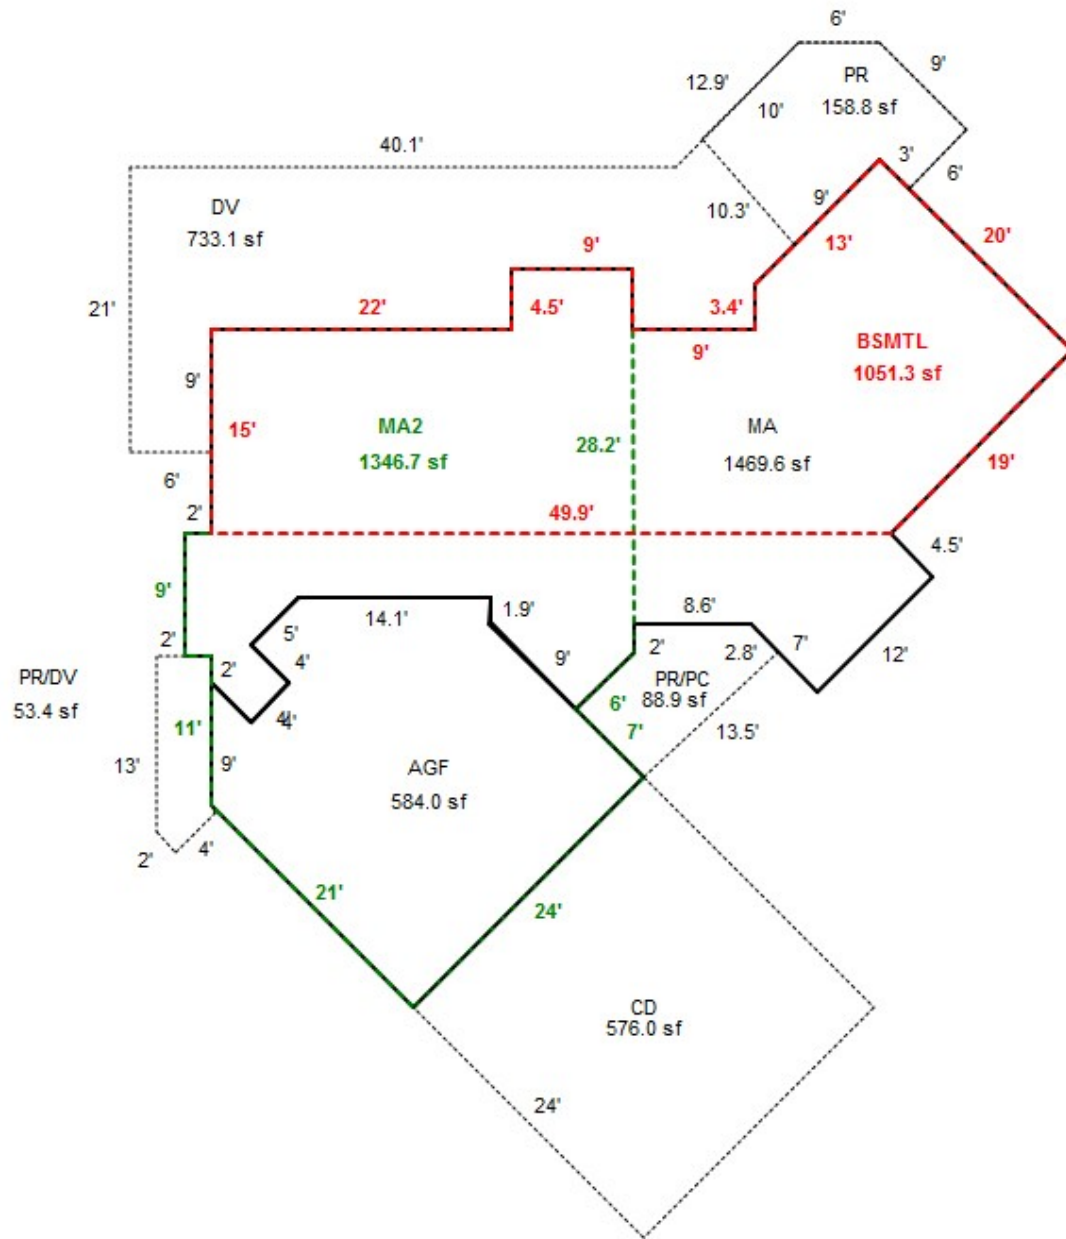 6'
12.9'
PR
9'
10'
158.8 sf
40.1'
3'
6'
10.3'
9'
DV
733.1 sf
13'
20'
9'
21'
22'
4.5'
3.4'
9'
BSMTL
1051.3 sf
9'
15'
MA2
1346.7 sf
28.2'
MA
1469.6 sf
19'
6'
2'
49.9'
4.5'
9'
14.1'
1.9'
8.6'
5'
2'
2'
4'
9'
2'
2.8'
7'
12'
PR/DV
53.4 sf
PR/PC
88.9 sf
6'
4'
4'
11'
7'
13.5'
13'
9'
AGF
584.0 sf
2'
4'
21'
24'
CD
576.0 sf
24'